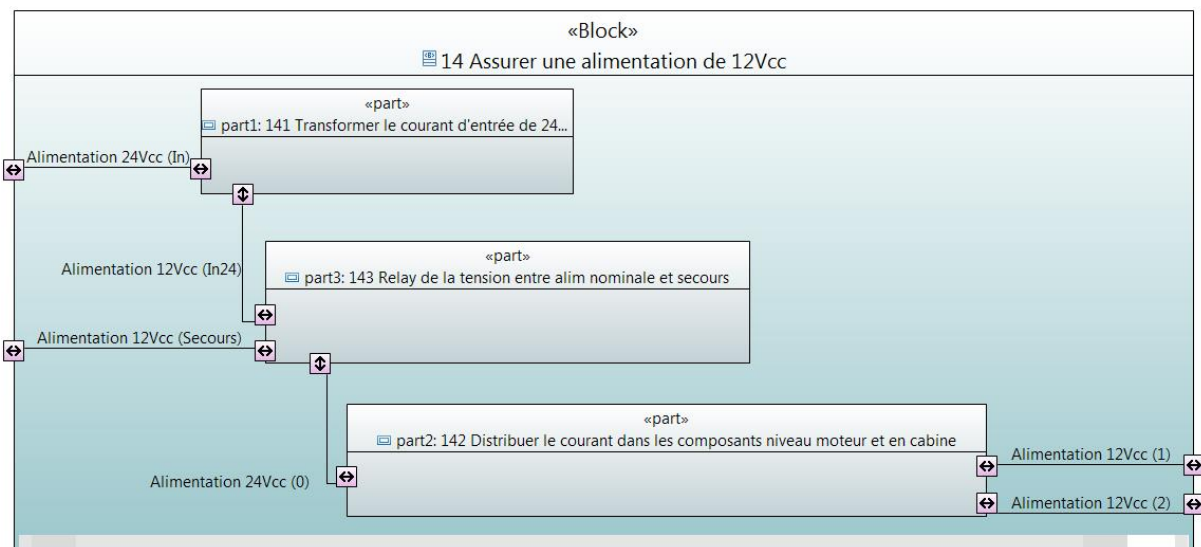 «Block»
14 Assurer une alimentation de 12Vcc
«part»
part1: 141 Transformer le courant d'entrée de 24...
Alimentation 24Vcc (In)
Alimentation 12Vcc (In24)
«part»
part3: 143 Relay de la tension entre alim nominale et secours
Alimentation 12Vcc (Secours)
«part»
part2: 142 Distribuer le courant dans les composants niveau moteur et en cabine
Alimentation 24Vcc (0)
Alimentation 12Vcc (1)
Alimentation 12Vcc (2)